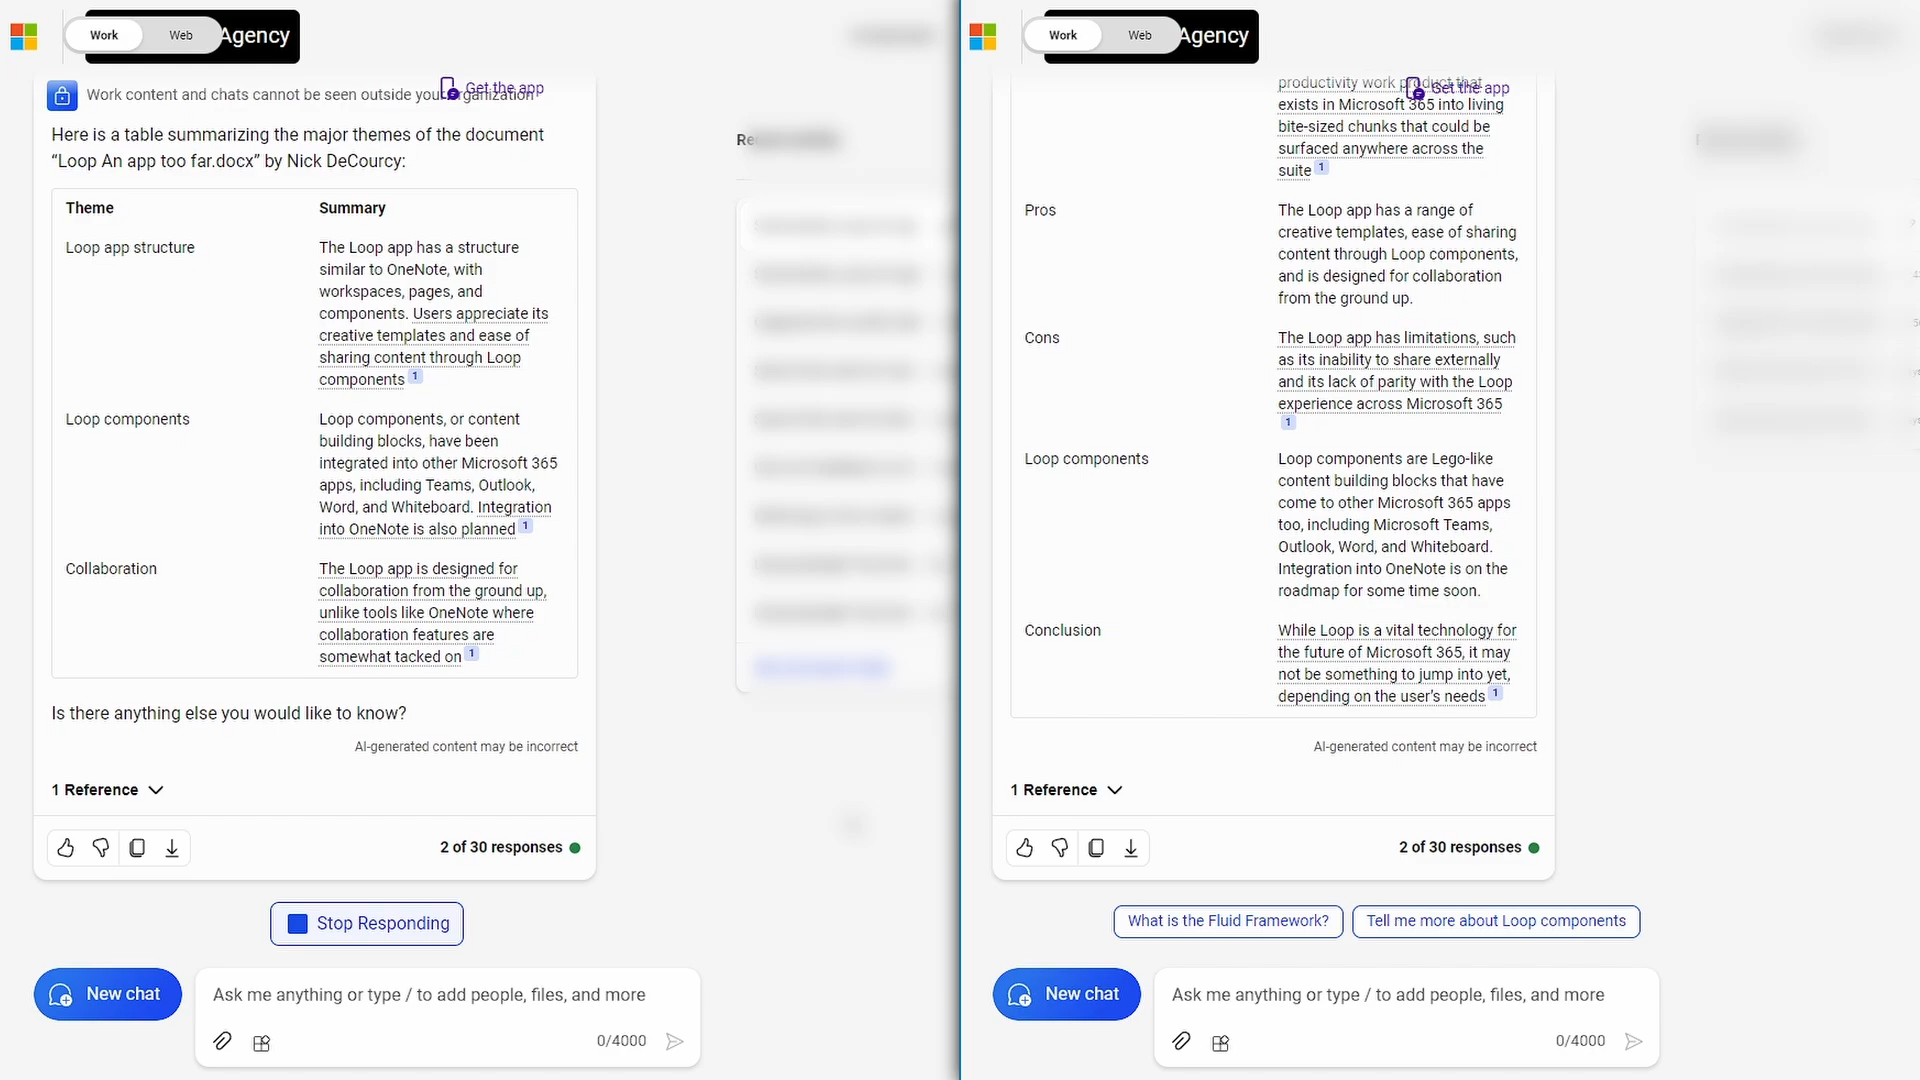 Work
Web
Agency
Work content and chats cannot be seen outside your organization
Get the app
Here is a table summarizing the major themes of the document
“Loop An app too far.docx” by Nick DeCourcy:
Theme
Summary
Loop app structure
The Loop app has a structure
similar to OneNote, with
workspaces, pages, and
components. Users appreciate its
creative templates and ease of
sharing content through Loop
components 1
Loop components
Loop components, or content
building blocks, have been
integrated into other Microsoft 365
apps, including Teams, Outlook,
Word, and Whiteboard. Integration
into OneNote is also planned 1
Collaboration
The Loop app is designed for
collaboration from the ground up,
unlike tools like OneNote where
collaboration features are
somewhat tacked on 1
Is there anything else you would like to know?
AI-generated content may be incorrect
1 Reference
2 of 30 responses
Stop Responding
New chat
Ask me anything or type / to add people, files, and more
0/4000
Work
Web
Agency
Get the app
productivity work product that
exists in Microsoft 365 into living
bite-sized chunks that could be
surfaced anywhere across the
suite 1
Pros
The Loop app has a range of
creative templates, ease of sharing
content through Loop components,
and is designed for collaboration
from the ground up.
Cons
The Loop app has limitations, such
as its inability to share externally
and its lack of parity with the Loop
experience across Microsoft 365
1
Loop components
Loop components are Lego-like
content building blocks that have
come to other Microsoft 365 apps
too, including Microsoft Teams,
Outlook, Word, and Whiteboard.
Integration into OneNote is on the
roadmap for some time soon.
Conclusion
While Loop is a vital technology for
the future of Microsoft 365, it may
not be something to jump into yet,
depending on the user’s needs 1
AI-generated content may be incorrect
1 Reference
2 of 30 responses
What is the Fluid Framework?
Tell me more about Loop components
New chat
Ask me anything or type / to add people, files, and more
0/4000